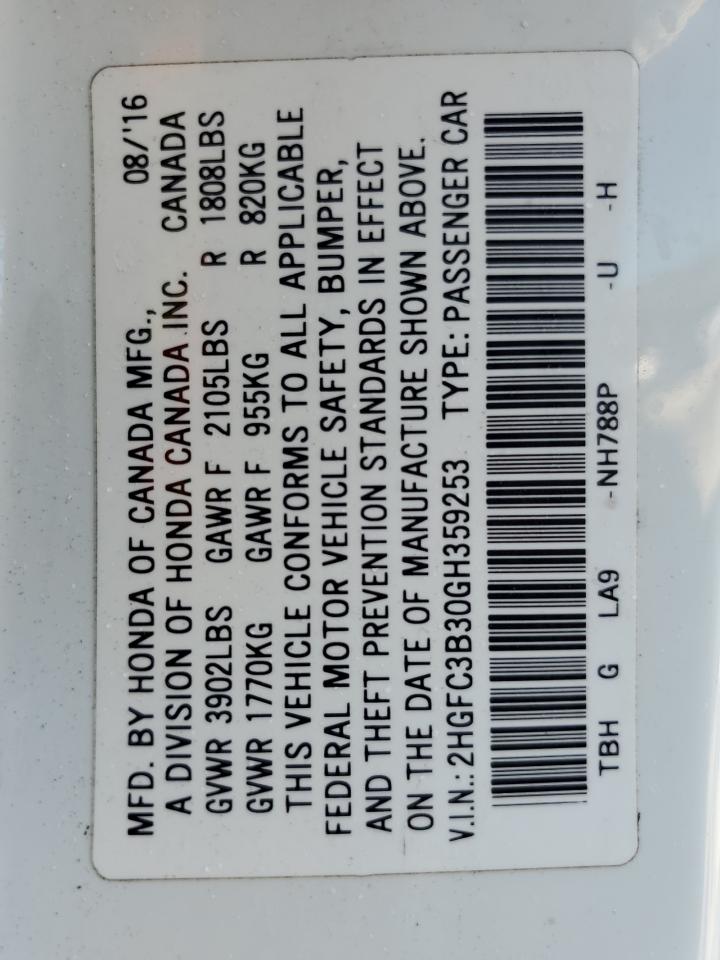 MFD. BY HONDA OF CANADA MFG., 08/'16
A DIVISION OF HONDA CANADA INC. CANADA
GVWR 3902LBS GAWR F 2105LBS R 1808LBS
GVWR 1770KG GAWR F 955KG R 820KG
THIS VEHICLE CONFORMS TO ALL APPLICABLE
FEDERAL MOTOR VEHICLE SAFETY, BUMPER,
AND THEFT PREVENTION STANDARDS IN EFFECT
ON THE DATE OF MANUFACTURE SHOWN ABOVE.
V.I.N.: 2HGFC3B30GH359253 TYPE: PASSENGER CAR
TBH G LA9 -NH788P -U -H